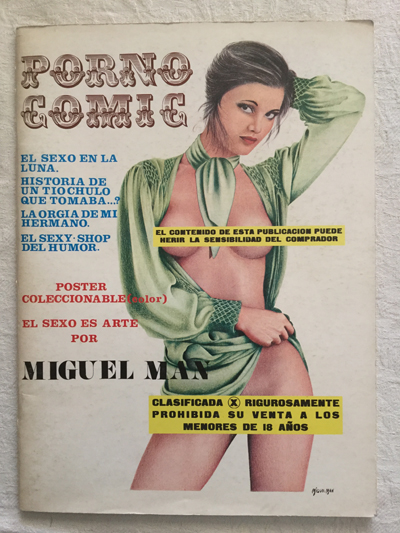 PORNO
COMIC
EL SEXO EN LA
LUNA.
HISTORIA DE
UN TIO CHULO
QUE TOMABA...?
LA ORGIA DE MI
HERMANO.
EL SEXY-SHOP
DEL HUMOR.
EL CONTENIDO DE ESTA PUBLICACION PUEDE
HERIR LA SENSIBILIDAD DEL COMPRADOR
POSTER
COLECCIONABLE(color)
EL SEXO ES ARTE
POR
MIGUEL MAN
CLASIFICADA X RIGUROSAMENTE
PROHIBIDA SU VENTA A LOS
MENORES DE 18 AÑOS